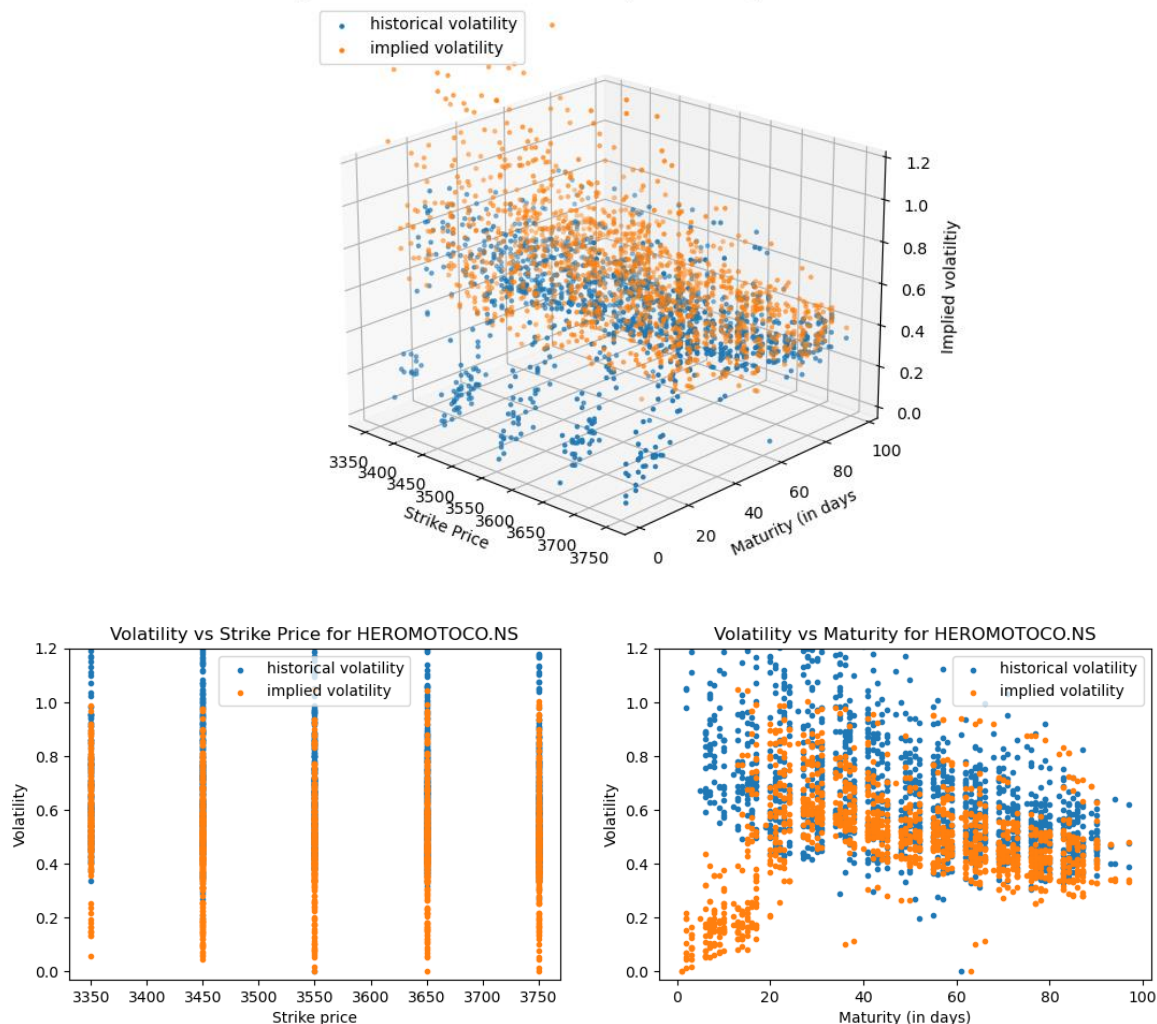 historical volatility
implied volatility
1.2
1.0
0.8
0.6
0.4
0.2
0.0
Implied volatiltiy
3350
3400
3450
3500
3550
3600
3650
3700
3750
Strike Price
0
20
40
60
80
100
Maturity (in days
Volatility vs Strike Price for HEROMOTOCO.NS
historical volatility
implied volatility
1.2
1.0
0.8
0.6
0.4
0.2
0.0
Volatility
3350 3400 3450 3500 3550 3600 3650 3700 3750
Strike price
Volatility vs Maturity for HEROMOTOCO.NS
historical volatility
implied volatility
1.2
1.0
0.8
0.6
0.4
0.2
0.0
Volatility
0 20 40 60 80 100
Maturity (in days)